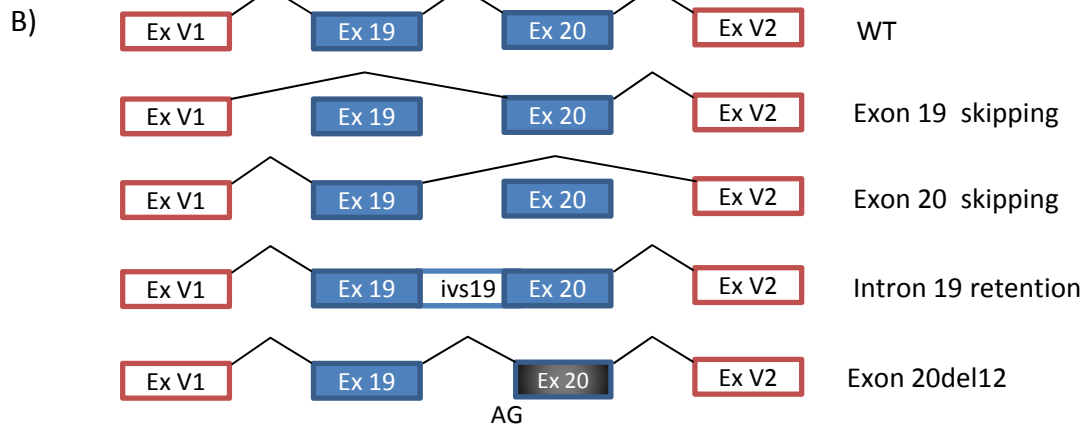 B)
Ex V1 Ex 19 Ex 20 Ex V2 WT
Ex V1 Ex 19 Ex 20 Ex V2 Exon 19 skipping
Ex V1 Ex 19 Ex 20 Ex V2 Exon 20 skipping
Ex V1 Ex 19 ivs19 Ex 20 Ex V2 Intron 19 retention
Ex V1 Ex 19 Ex 20 Ex V2 Exon 20del12
AG